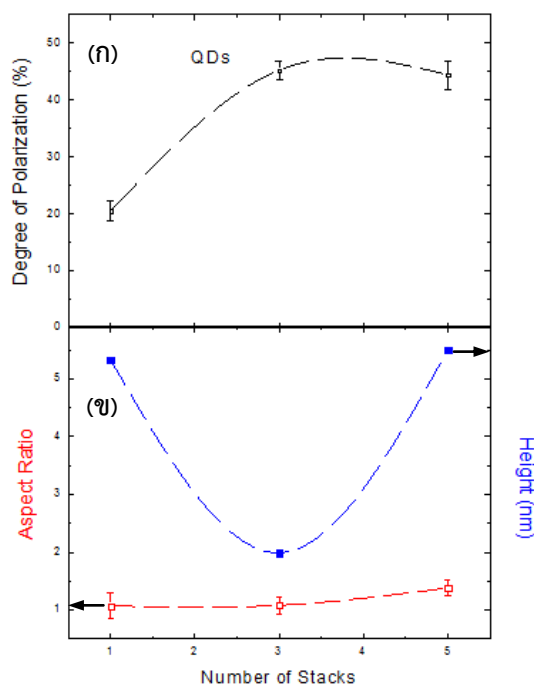 (ก)
QDs
Degree of Polarization (%)
50
40
30
20
10
0
(ข)
Aspect Ratio
5
4
3
2
1
Height (nm)
1
2
3
4
5
Number of Stacks